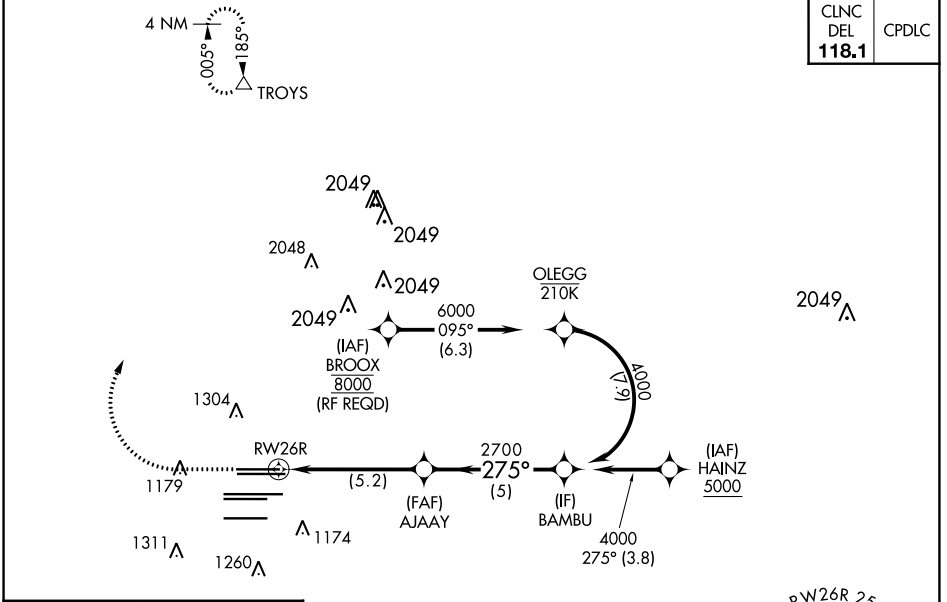 CLNC
DEL
118.1
CPDLC
4 NM
005°
185°
TROYS
2049
2049
2048
2049
2049
2049
OLEGG
210K
6000
095°
(6.3)
(IAF)
BROOX
8000
(RF REQD)
4000
(7.9)
1304
RW26R
2700
275°
(5)
(5.2)
(FAF)
AJAAY
(IF)
BAMBU
(IAF)
HAINZ
5000
4000
275° (3.8)
1179
1174
1311
1260
RW26R 25